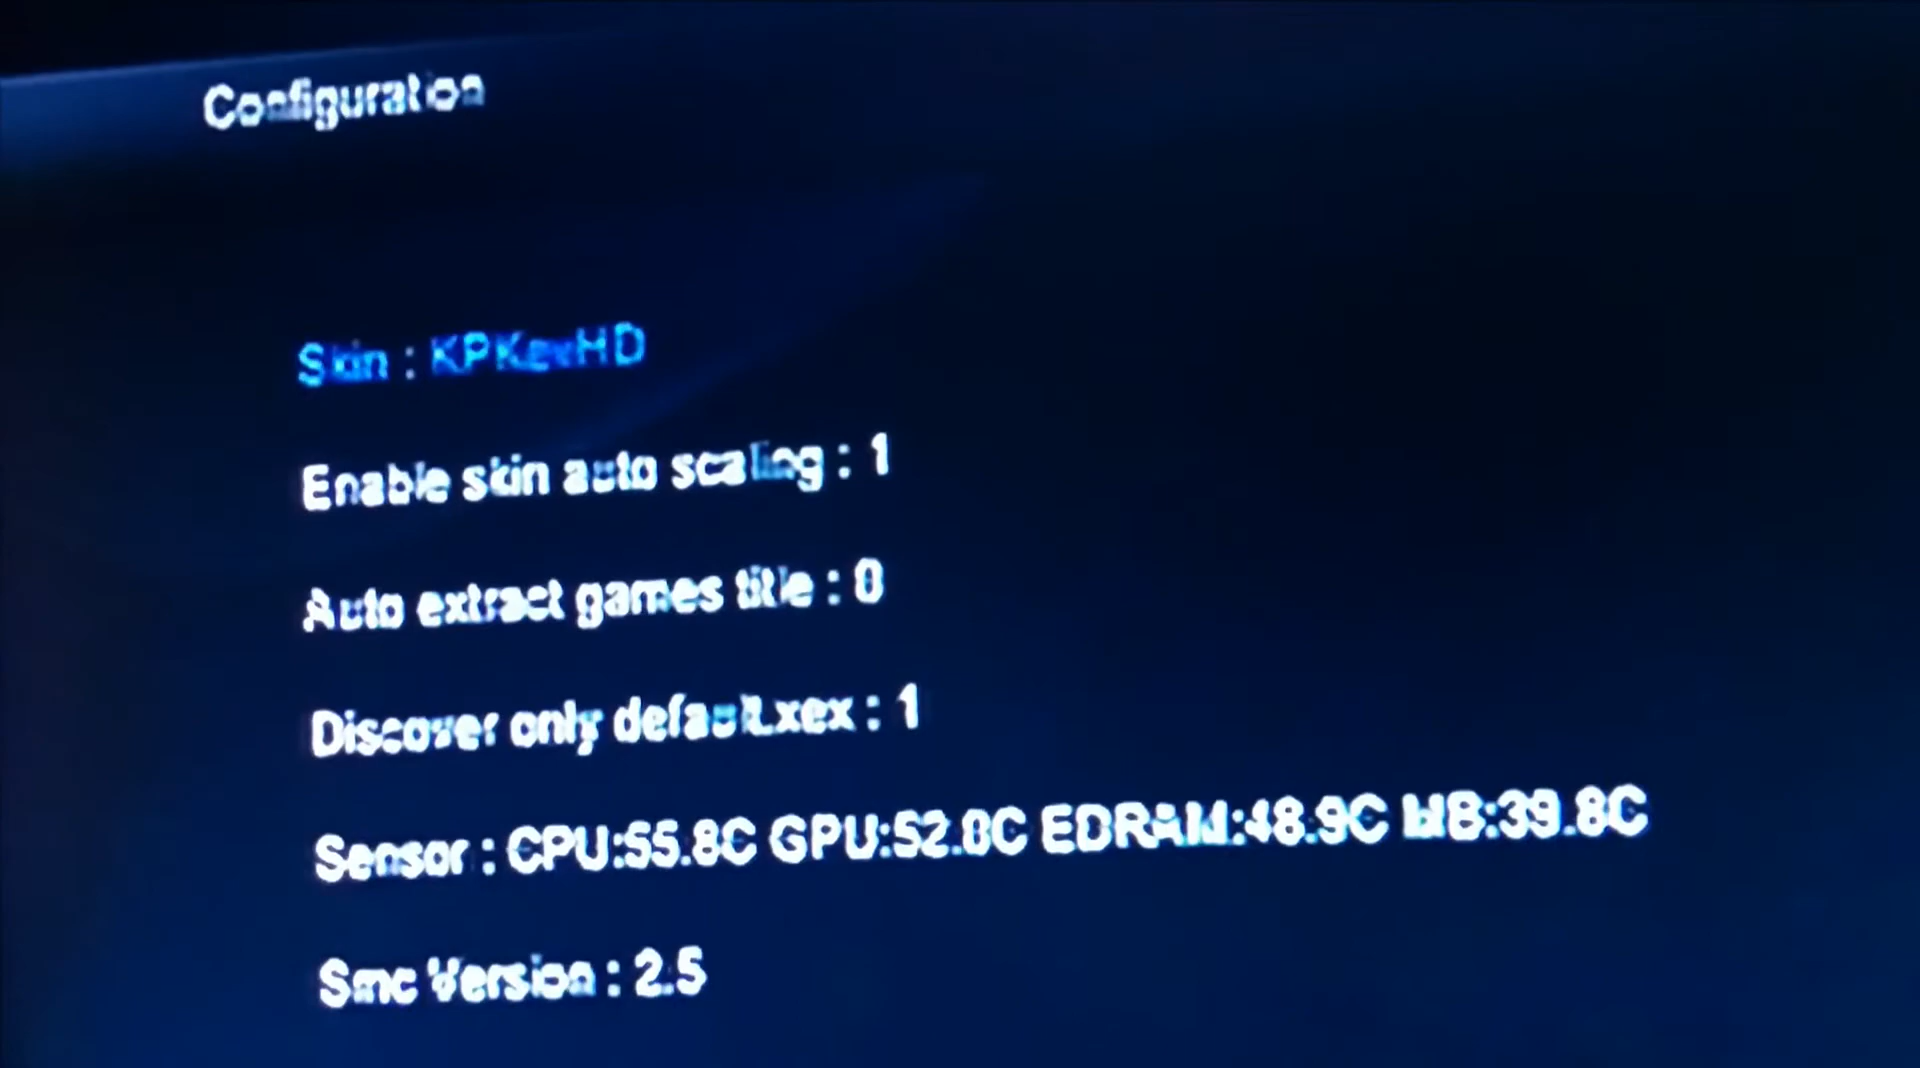 Configuration
Skin : KPKevHD
Enable skin auto scaling : 1
Auto extract games title : 0
Discover only default.xex : 1
Sensor : CPU:55.8C GPU:52.0C EDRAM:48.9C MB:39.8C
Smc Version : 2.5